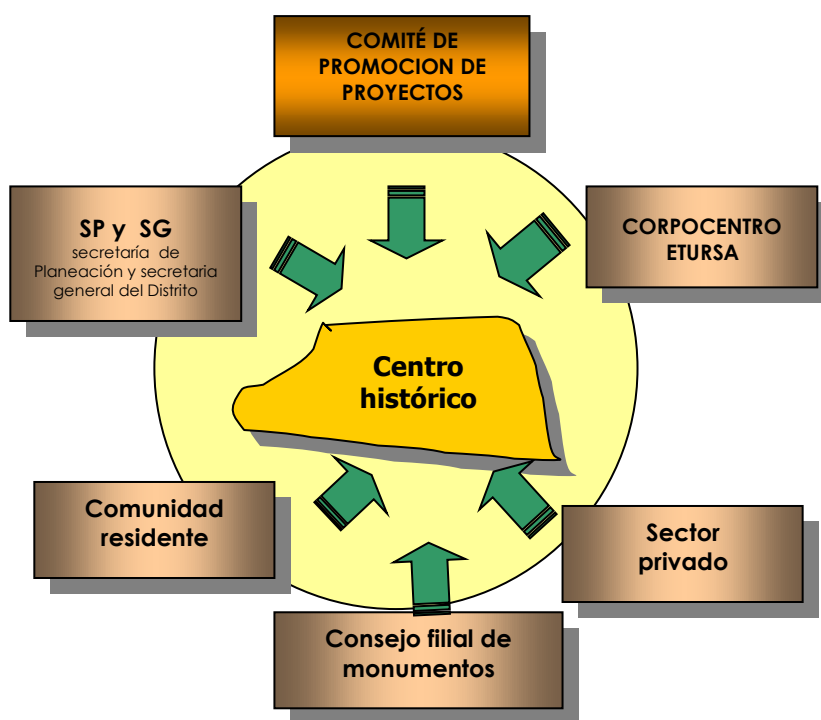 COMITÉ DE
PROMOCION DE
PROYECTOS
SP y SG
secretaría de
Planeación y secretaria
general del Distrito
CORPOCENTRO
ETURSA
Centro
histórico
Comunidad
residente
Sector
privado
Consejo filial de
monumentos